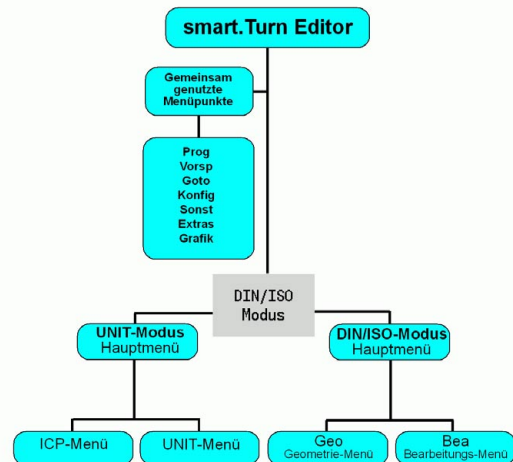 smart.Turn Editor
Gemeinsam
genutzte
Menüpunkte
Prog
Vorsp
Goto
Konfig
Sonst
Extras
Grafik
DIN/ISO
Modus
UNIT-Modus
Hauptmenü
DIN/ISO-Modus
Hauptmenü
ICP-Menü
UNIT-Menü
Geo
Geometrie-Menü
Bea
Bearbeitungs-Menü